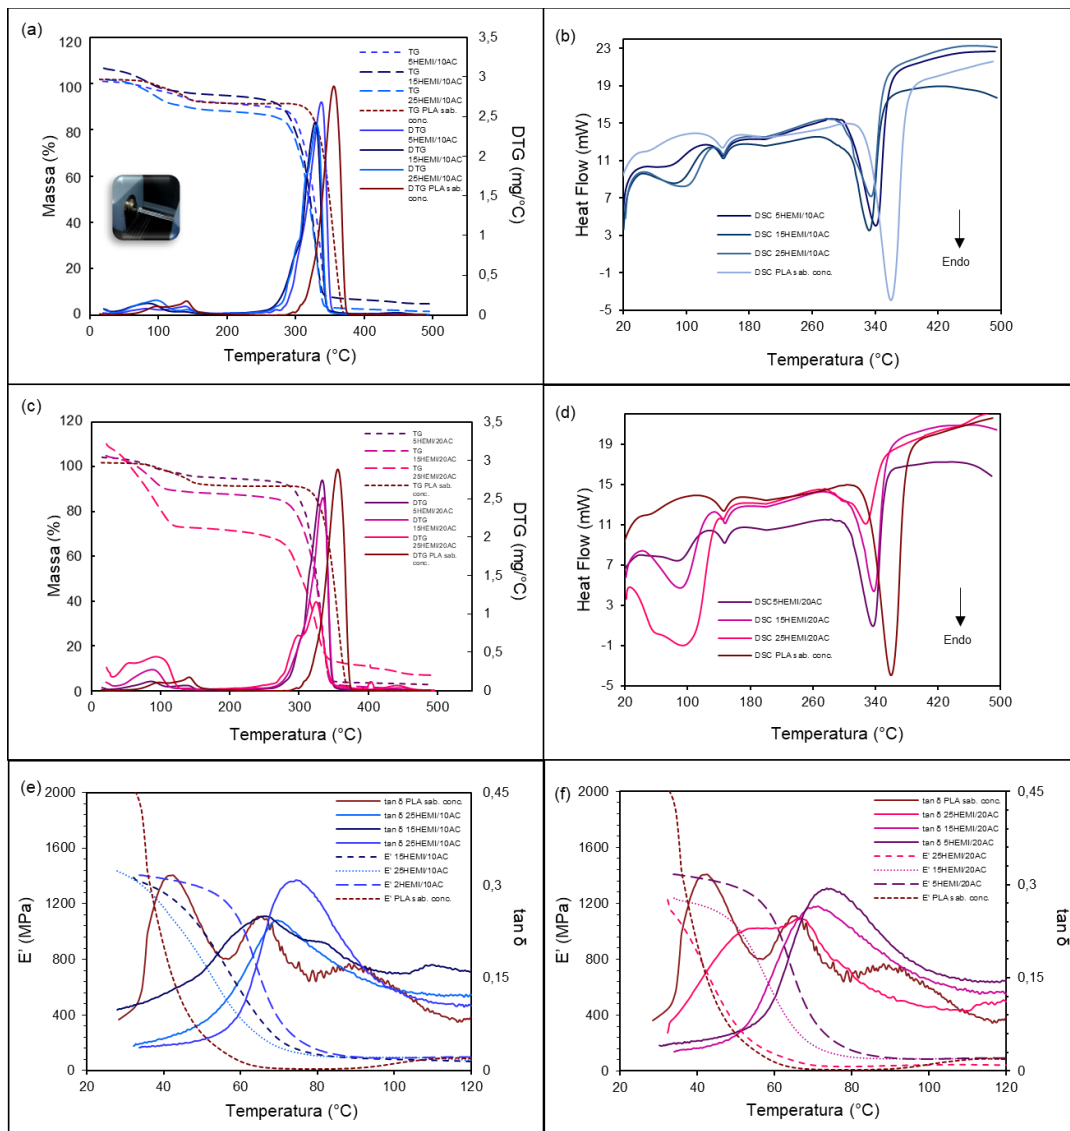 (a)
120
100
80
60
40
20
0
0
100
200
300
400
500
3,5
3
2,5
2
1,5
1
0,5
0
Massa (%)
DTG (mg/°C)
Temperatura (°C)
TG
5HEMI/10AC
TG
15HEMI/10AC
TG
25HEMI/10AC
TG PLA sab.
conc.
DTG
5HEMI/10AC
DTG
15HEMI/10AC
DTG
25HEMI/10AC
DTG PLA sab.
conc.
(b)
23
19
15
11
7
3
-1
-5
20
100
180
260
340
420
500
Heat Flow (mW)
Temperatura (°C)
DSC 5HEMI/10AC
DSC 15HEMI/10AC
DSC 25HEMI/10AC
DSC PLA sab. conc.
Endo
(c)
120
100
80
60
40
20
0
0
100
200
300
400
500
3,5
3
2,5
2
1,5
1
0,5
0
Massa (%)
DTG (mg/°C)
Temperatura (°C)
TG
5HEMI/20AC
TG
15HEMI/20AC
TG
25HEMI/20AC
TG PLA sab.
conc.
DTG
5HEMI/20AC
DTG
15HEMI/20AC
DTG
25HEMI/20AC
DTG PLA sab.
conc.
(d)
19
15
11
7
3
-1
-5
20
100
180
260
340
420
500
Heat Flow (mW)
Temperatura (°C)
DSC5HEMI/20AC
DSC 15HEMI/20AC
DSC 25HEMI/20AC
DSC PLA sab. conc.
Endo
(e)
2000
1600
1200
800
400
0
20
40
60
80
100
120
0,45
0,3
0,15
0
E' (MPa)
tan δ
Temperatura (°C)
tan δ PLA sab. conc.
tan δ 25HEMI/10AC
tan δ 15HEMI/10AC
tan δ 25HEMI/10AC
E' 15HEMI/10AC
E' 25HEMI/10AC
E' 2HEMI/10AC
E' PLA sab. conc.
(f)
2000
1600
1200
800
400
0
20
40
60
80
100
120
0,45
0,3
0,15
0
E' (MPa)
tan δ
Temperatura (°C)
tan δ PLA sab. conc.
tan δ 25HEMI/20AC
tan δ 15HEMI/20AC
tan δ 5HEMI/20AC
E' 25HEMI/20AC
E' 15HEMI/20AC
E' 5HEMI/20AC
E' PLA sab. conc.